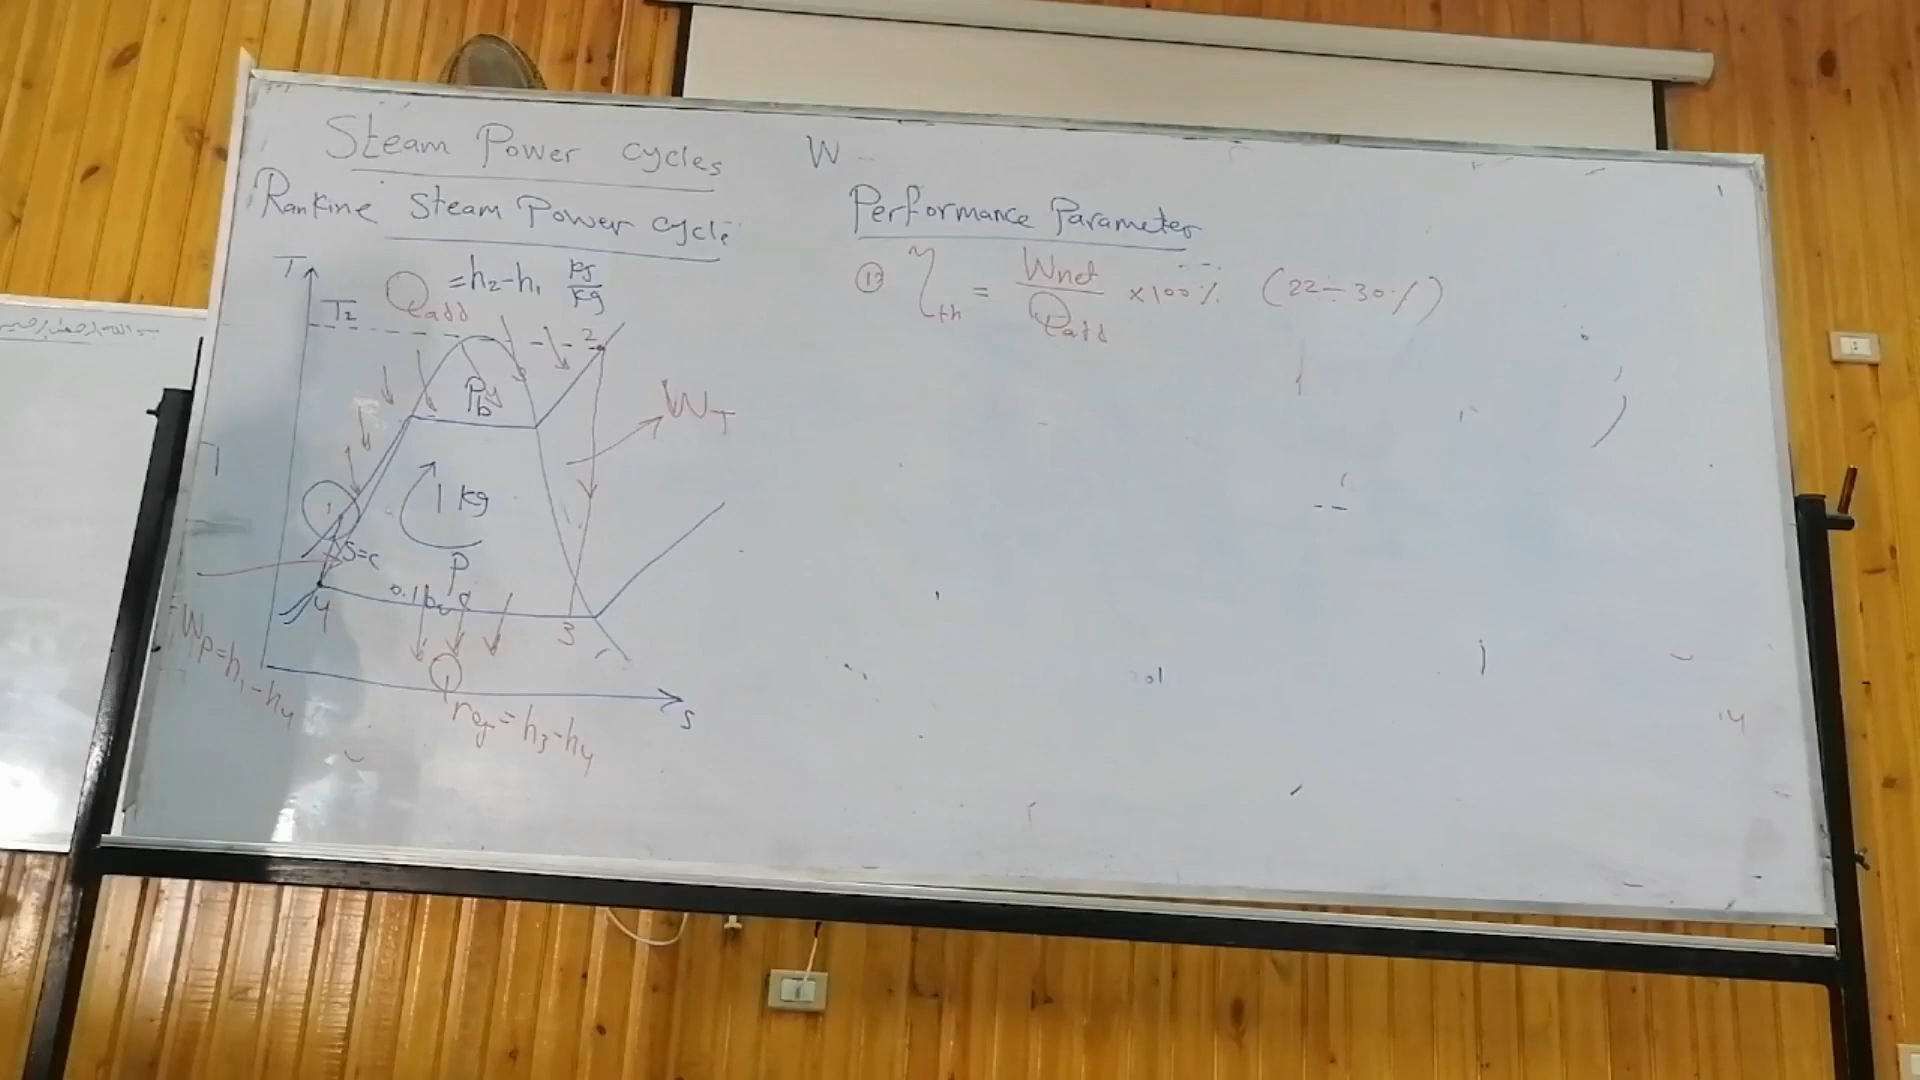 Steam Power cycles
Rankine Steam Power cycle
T
T2
Qadd = h2-h1 kJ/kg
2
Pb
WT
1 kg
1
S=c
P
0.1 bar
4
3
Wp = h1-h4
Qrej = h3-h4
S
W
Performance Parameter
1 ηth = Wnet/Qadd ×100% (22÷30%)